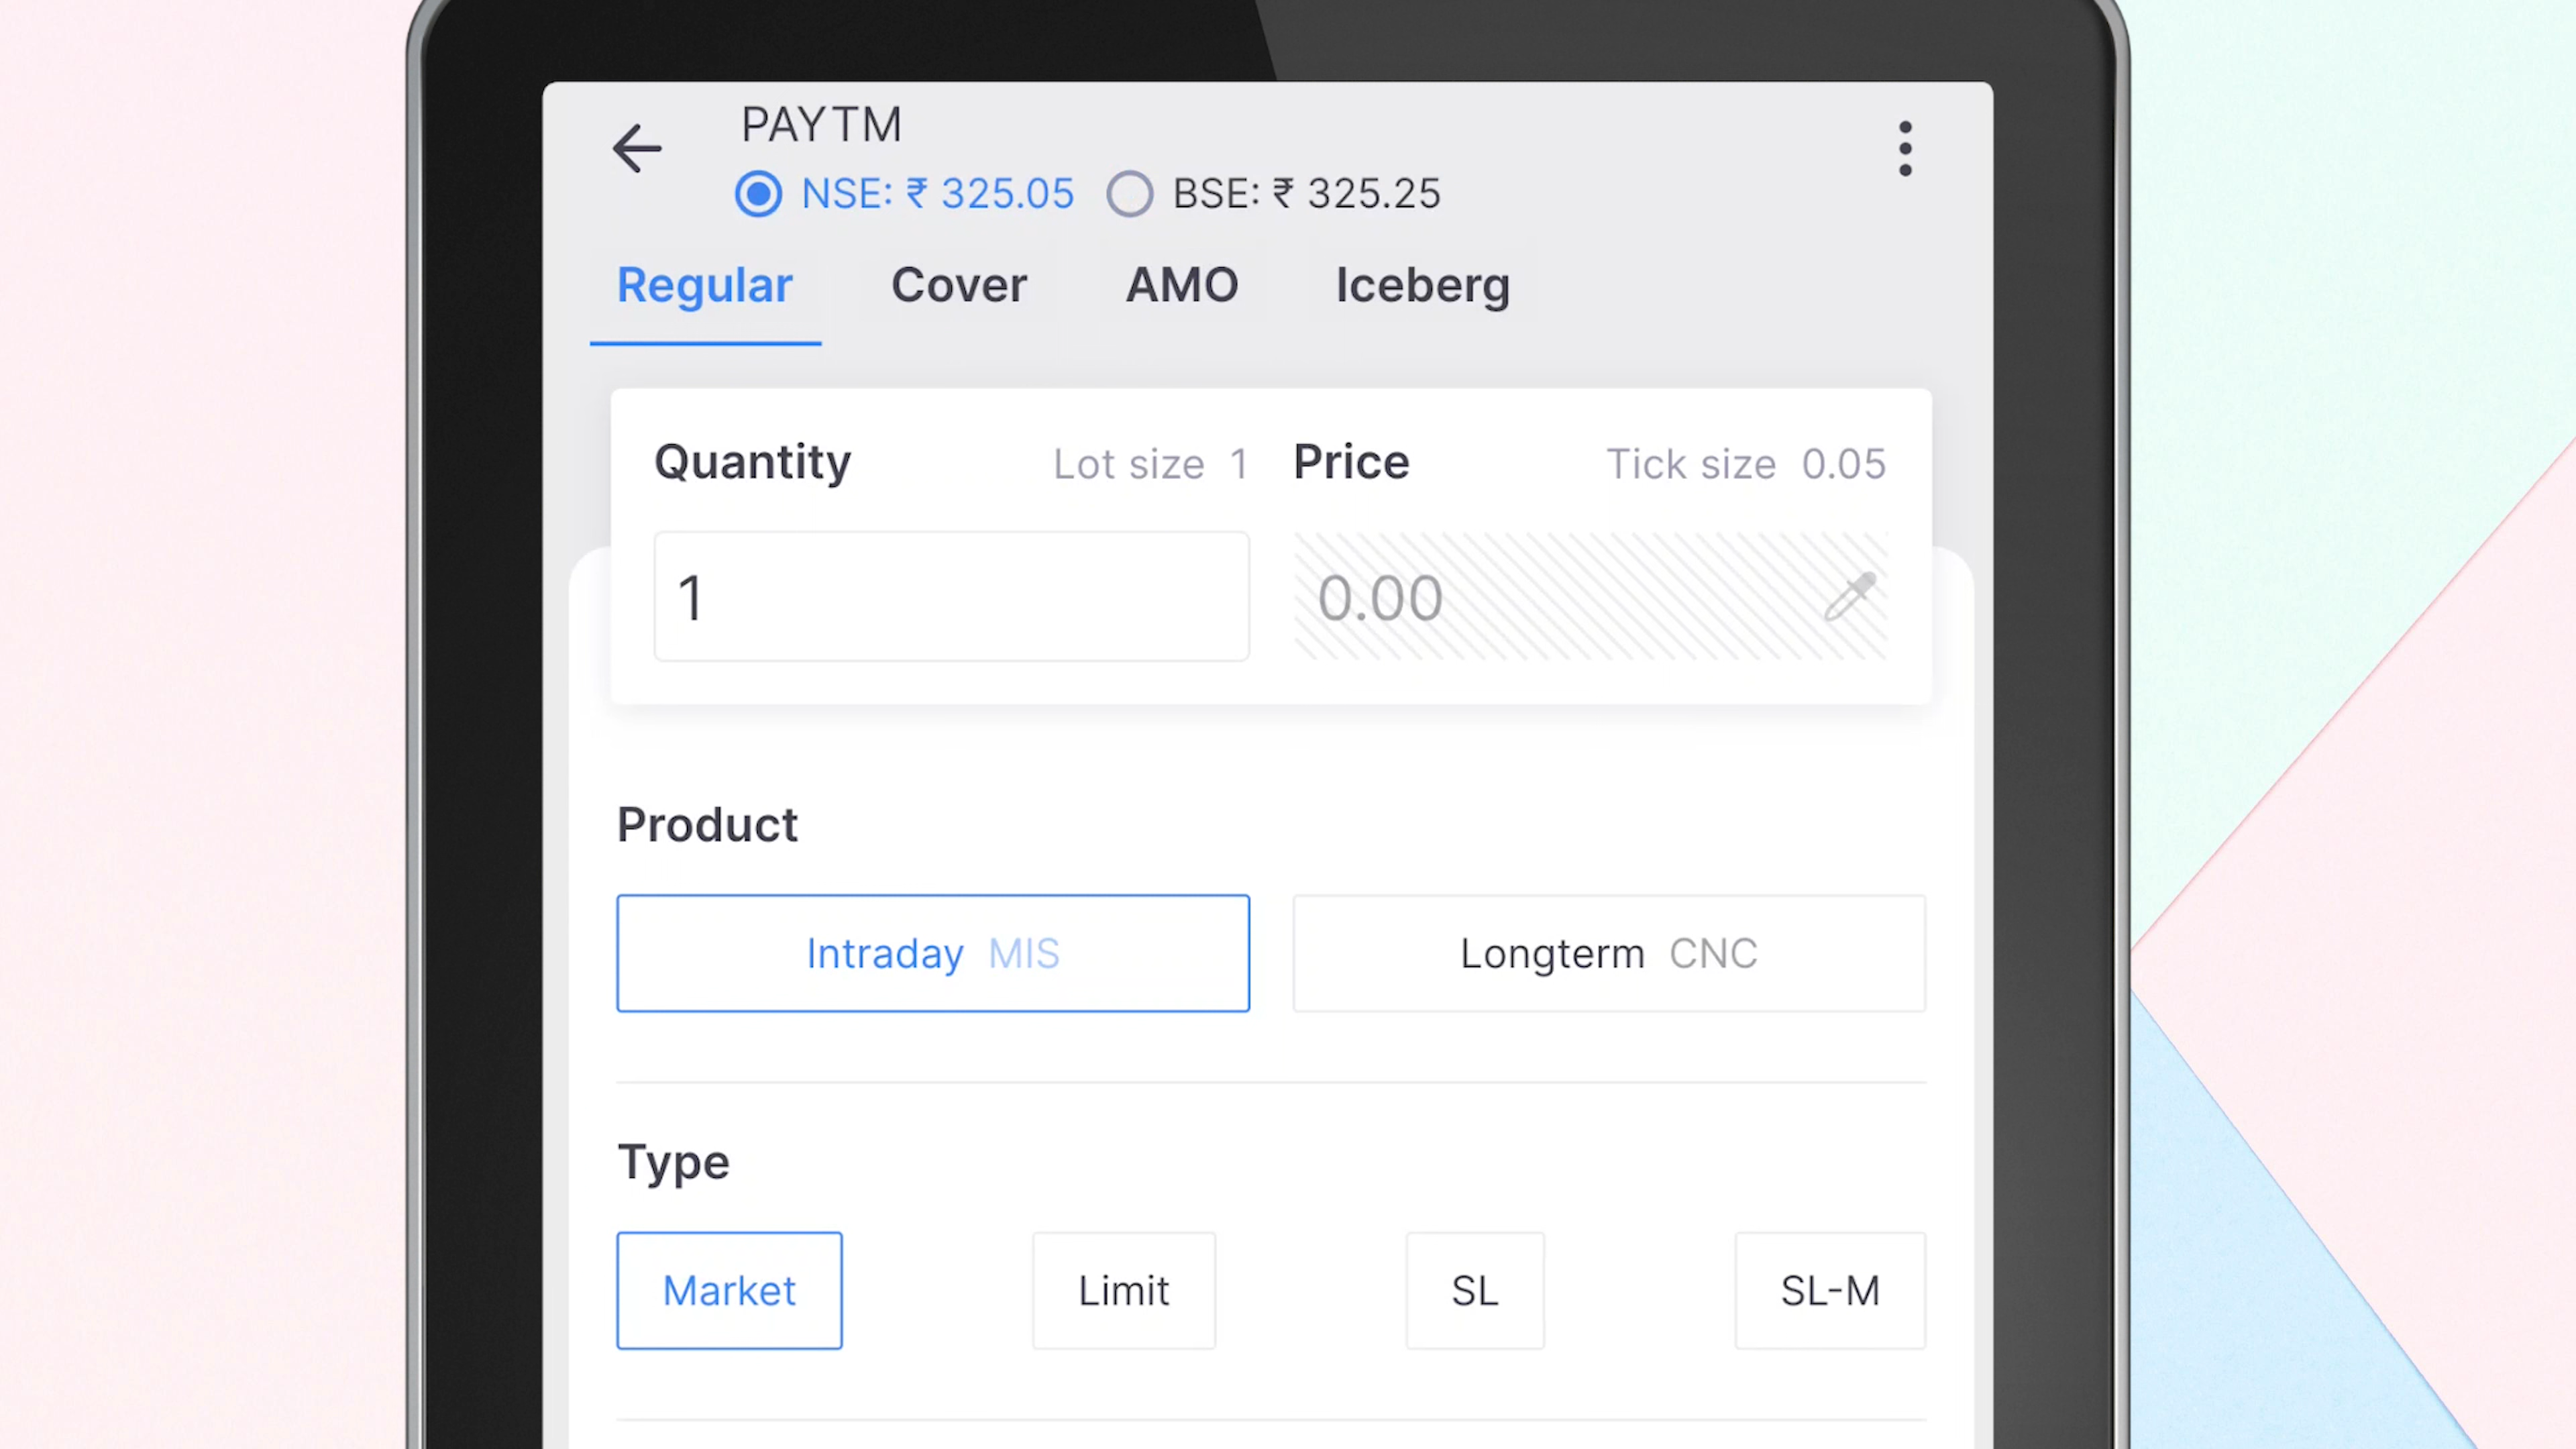 PAYTM
NSE: ₹ 325.05 BSE: ₹ 325.25
Regular Cover AMO Iceberg
Quantity Lot size 1 Price Tick size 0.05
1 0.00
Product
Intraday MIS Longterm CNC
Type
Market Limit SL SL-M